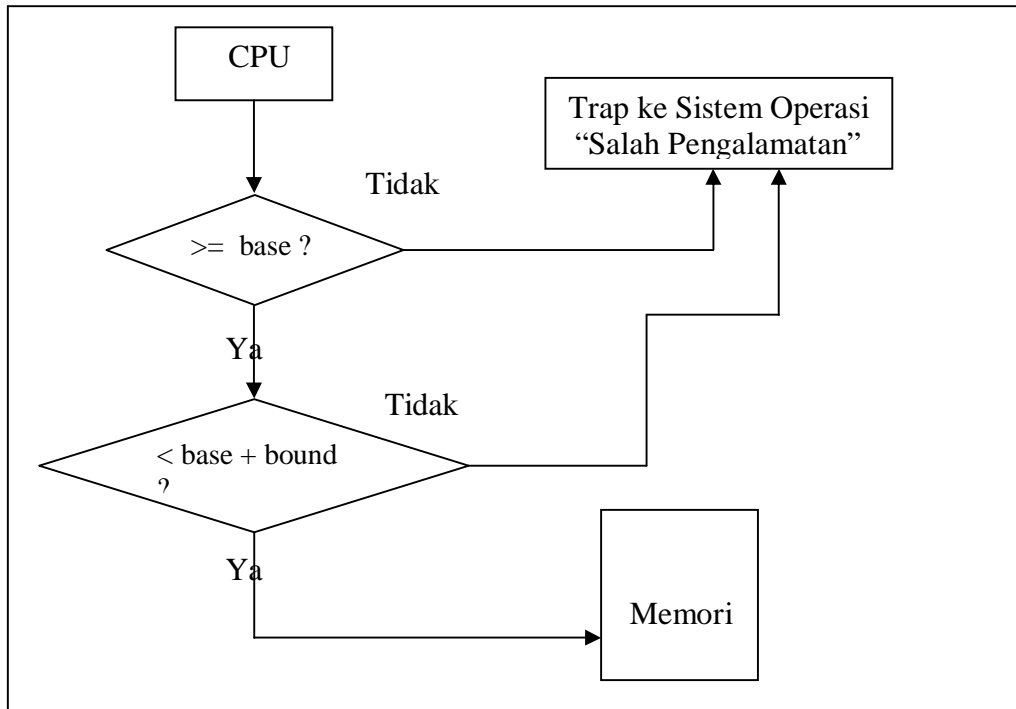 CPU
Trap ke Sistem Operasi
“Salah Pengalamatan”
Tidak
>= base ?
Ya
Tidak
< base + bound
?
Ya
Memori